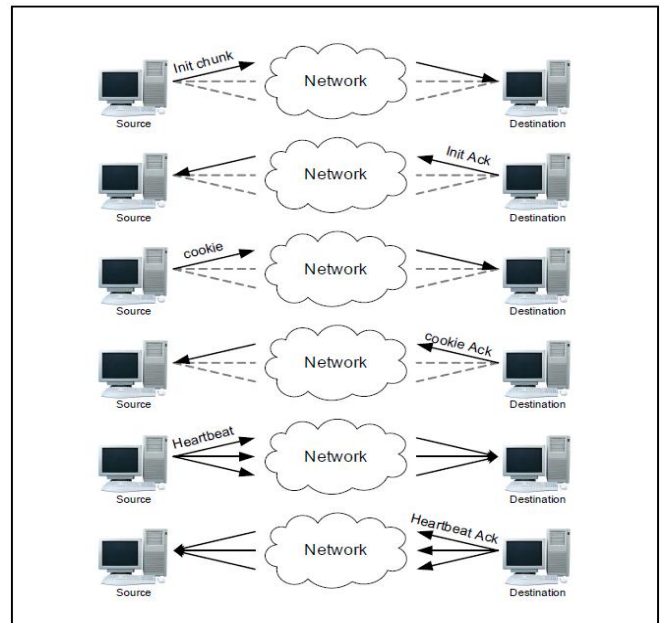 Init chunk
Network
Source
Destination
Init Ack
Network
Source
Destination
cookie
Network
Source
Destination
cookie Ack
Network
Source
Destination
Heartbeat
Network
Source
Destination
Heartbeat Ack
Network
Source
Destination